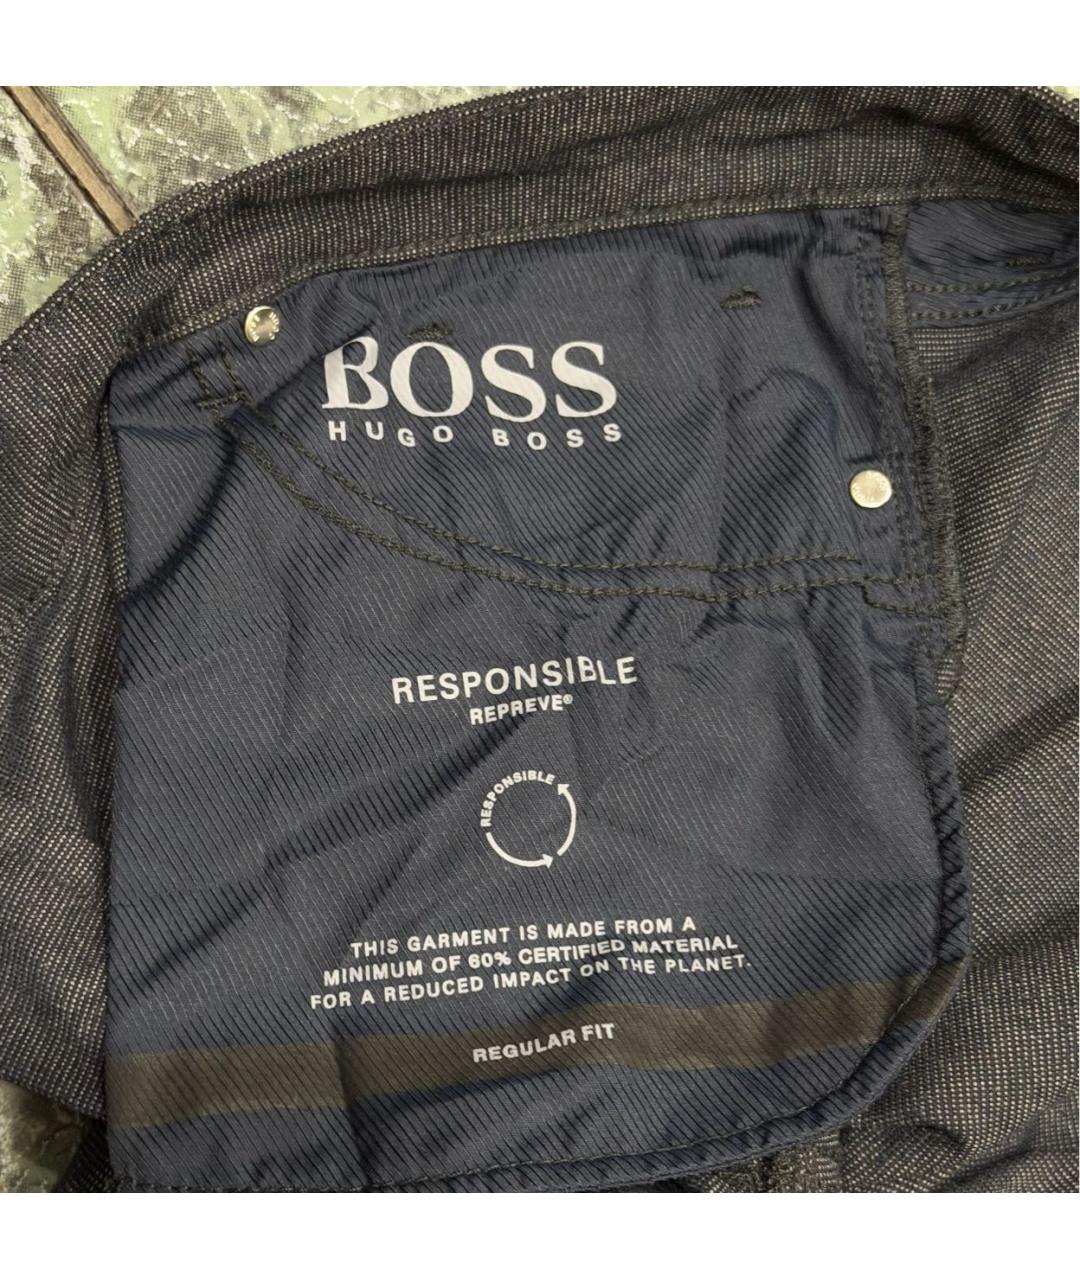 BOSS
HUGO BOSS
RESPONSIBLE
REPREVE®
RESPONSIBLE
THIS GARMENT IS MADE FROM A
MINIMUM OF 60% CERTIFIED MATERIAL
FOR A REDUCED IMPACT ON THE PLANET.
REGULAR FIT